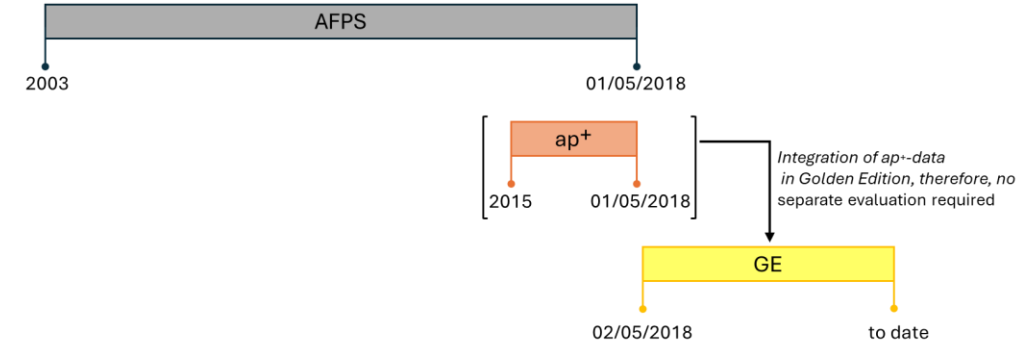 AFPS
2003 01/05/2018
ap+
2015 01/05/2018
Integration of ap+-data
in Golden Edition, therefore, no
separate evaluation required
GE
02/05/2018 to date